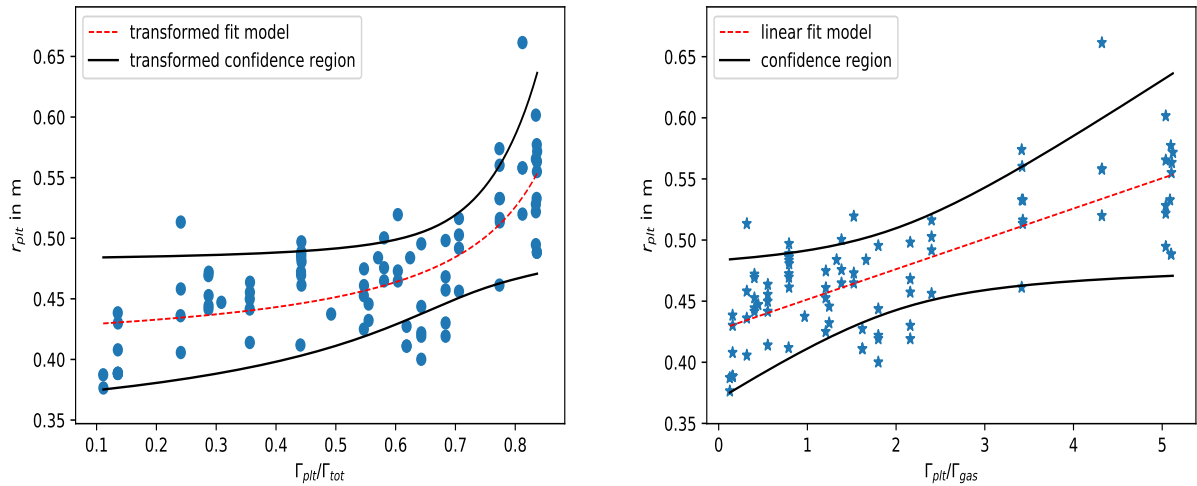 transformed fit model
transformed confidence region
0.65
0.60
0.55
0.50
0.45
0.40
0.35
r_plt in m
0.1 0.2 0.3 0.4 0.5 0.6 0.7 0.8
Γ_plt/Γ_tot
linear fit model
confidence region
0.65
0.60
0.55
0.50
0.45
0.40
0.35
r_plt in m
0 1 2 3 4 5
Γ_plt/Γ_gas